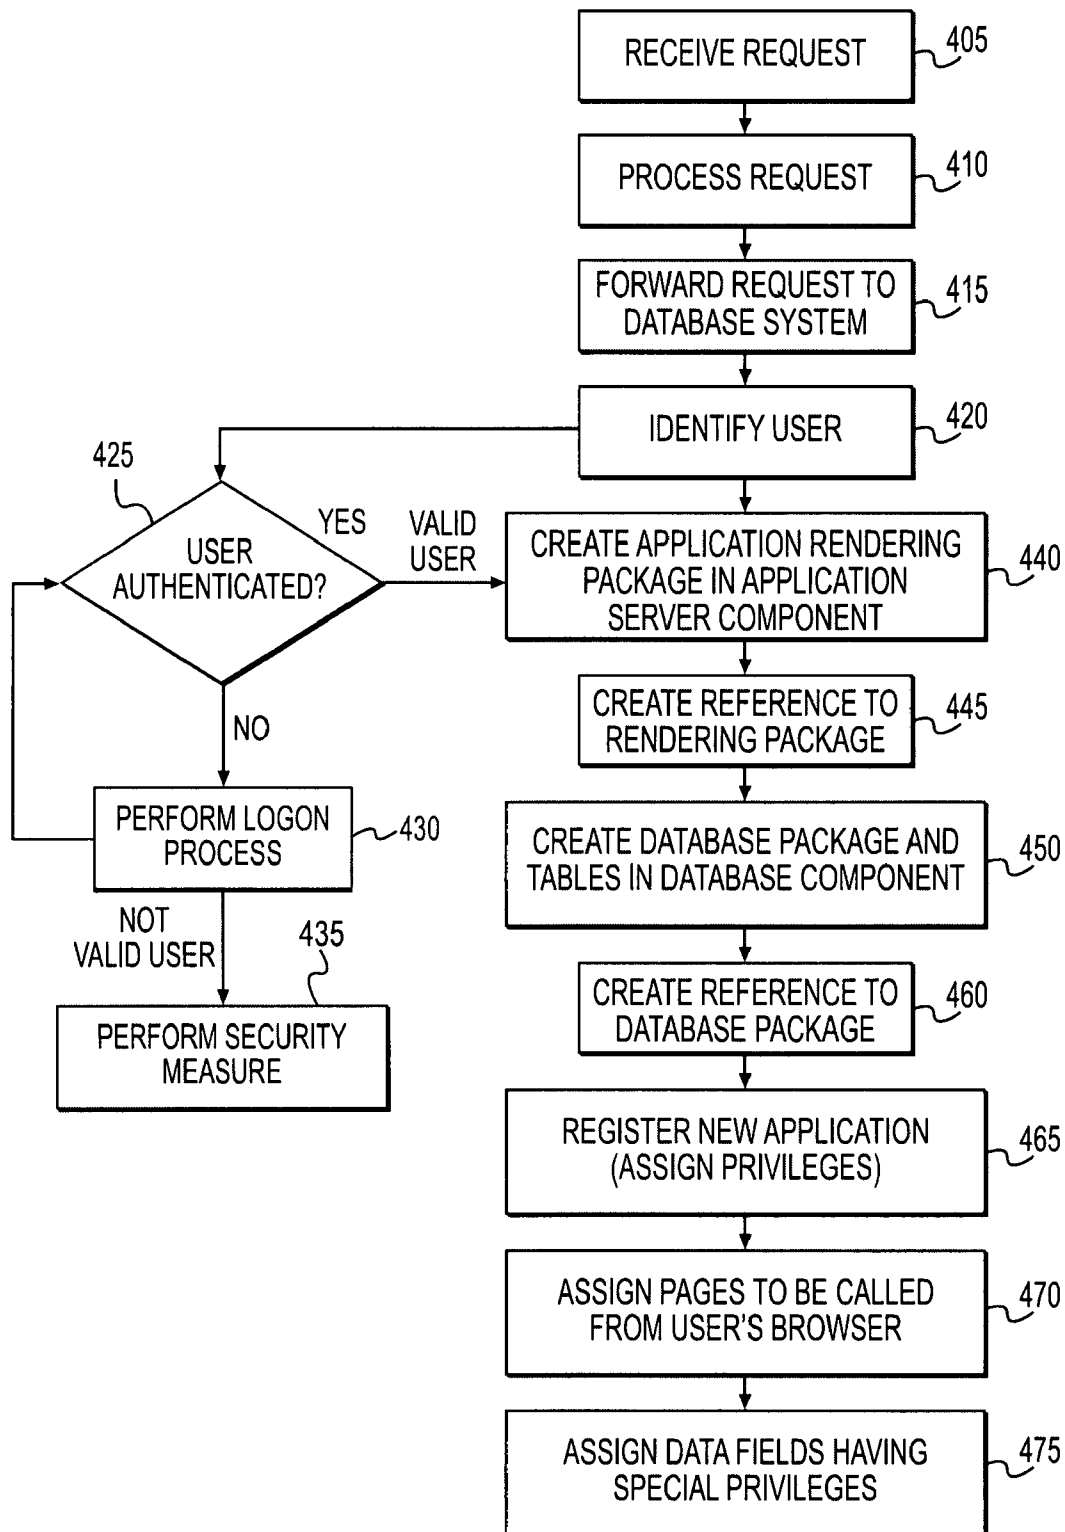 RECEIVE REQUEST
405
PROCESS REQUEST
410
FORWARD REQUEST TO
DATABASE SYSTEM
415
IDENTIFY USER
420
425
USER
AUTHENTICATED?
YES
VALID
USER
CREATE APPLICATION RENDERING
PACKAGE IN APPLICATION
SERVER COMPONENT
440
NO
CREATE REFERENCE TO
RENDERING PACKAGE
445
PERFORM LOGON
PROCESS
430
CREATE DATABASE PACKAGE AND
TABLES IN DATABASE COMPONENT
450
NOT
VALID USER
435
PERFORM SECURITY
MEASURE
CREATE REFERENCE TO
DATABASE PACKAGE
460
REGISTER NEW APPLICATION
(ASSIGN PRIVILEGES)
465
ASSIGN PAGES TO BE CALLED
FROM USER'S BROWSER
470
ASSIGN DATA FIELDS HAVING
SPECIAL PRIVILEGES
475